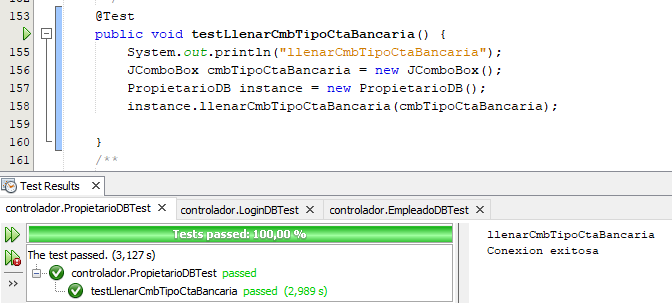 153 @Test
public void testLlenarCmbTipoCtaBancaria() {
155 System.out.println("llenarCmbTipoCtaBancaria");
156 JComboBox cmbTipoCtaBancaria = new JComboBox();
157 PropietarioDB instance = new PropietarioDB();
158 instance.llenarCmbTipoCtaBancaria(cmbTipoCtaBancaria);
159
160 }
161 /**
Test Results X
controlador.PropietarioDBTest X controlador.LoginDBTest X controlador.EmpleadoDBTest X
Tests passed: 100,00 %
The test passed. (3,127 s)
controlador.PropietarioDBTest passed
testLlenarCmbTipoCtaBancaria passed (2,989 s)
llenarCmbTipoCtaBancaria
Conexion exitosa